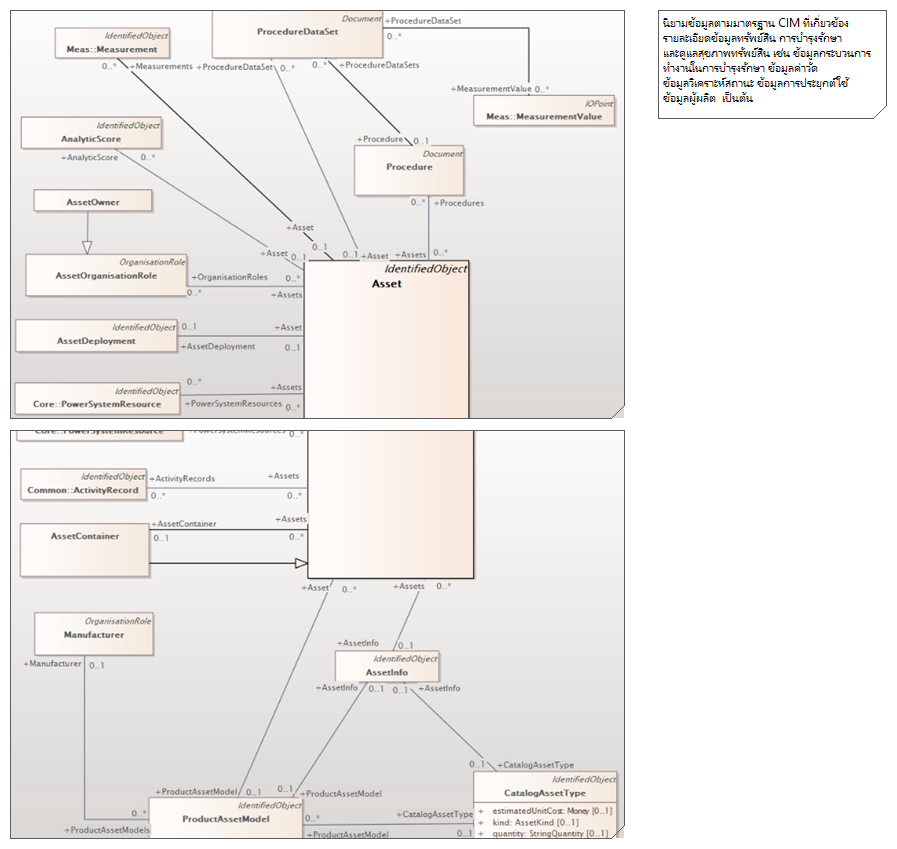 Document
ProcedureDataSet
+ProcedureDataSet
0..*
IdentifiedObject
Meas::Measurement
0..*
+Measurements
+ProcedureDataSet
0..*
0..*
+ProcedureDataSets
+MeasurementValue
0..*
IOPoint
Meas::MeasurementValue
IdentifiedObject
AnalyticScore
+AnalyticScore
0..*
+Procedure
0..1
Document
Procedure
0..*
+Procedures
AssetOwner
+Asset
0..1
+Asset
0..1
0..1
+Asset
+Assets
0..*
OrganisationRole
AssetOrganisationRole
+OrganisationRoles
0..*
0..*
+Assets
IdentifiedObject
Asset
IdentifiedObject
AssetDeployment
0..1
+Asset
+AssetDeployment
0..1
IdentifiedObject
Core::PowerSystemResource
0..*
+Assets
+PowerSystemResources
0..*
นิยามข้อมูลตามมาตรฐาน CIM ที่เกี่ยวข้อง
รายละเอียดข้อมูลทรัพย์สิน การบำรุงรักษา
และดูแลสุขภาพทรัพย์สิน เช่น ข้อมูลกระบวนการ
ทำงานในการบำรุงรักษา ข้อมูลค่าวัด
ข้อมูลวิเคราะห์สถานะ ข้อมูลการประยุกต์ใช้
ข้อมูลผู้ผลิต เป็นต้น
Core::PowerSystemResource
+PowerSystemResources
0..*
IdentifiedObject
Common::ActivityRecord
+ActivityRecords
0..*
+Assets
0..*
AssetContainer
+AssetContainer
0..1
+Assets
0..*
+Asset
0..*
+Assets
0..*
OrganisationRole
Manufacturer
+Manufacturer
0..1
+AssetInfo
0..1
IdentifiedObject
AssetInfo
+AssetInfo
0..1
0..1
+AssetInfo
0..1
+CatalogAssetType
IdentifiedObject
CatalogAssetType
+ estimatedUnitCost: Money [0..1]
+ kind: AssetKind [0..1]
+ quantity: StringQuantity [0..1]
+ProductAssetModel
0..1
0..1
+ProductAssetModel
IdentifiedObject
ProductAssetModel
0..*
+ProductAssetModels
0..*
+ProductAssetModel
+CatalogAssetType
0..1